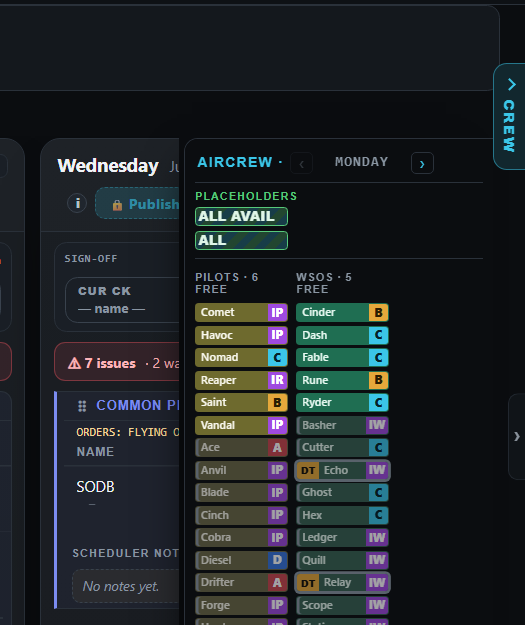 CREW
AIRCREW · ‹ MONDAY ›
PLACEHOLDERS
ALL AVAIL
ALL
PILOTS · 6 FREE
WSOS · 5 FREE
Comet IP
Havoc IP
Nomad C
Reaper IR
Saint B
Vandal IP
Ace A
Anvil IP
Blade IP
Cinch IP
Cobra IP
Diesel D
Drifter A
Forge IP
Cinder B
Dash C
Fable C
Rune B
Ryder C
Basher IW
Cutter C
DT Echo IW
Ghost C
Hex C
Ledger IW
Quill IW
DT Relay IW
Scope IW
Wednesday
i
Publish
SIGN-OFF
CUR CK
— name —
7 issues · 2 wa
COMMON
ORDERS: FLYING
NAME
SODB
–
SCHEDULER NOT
No notes yet.